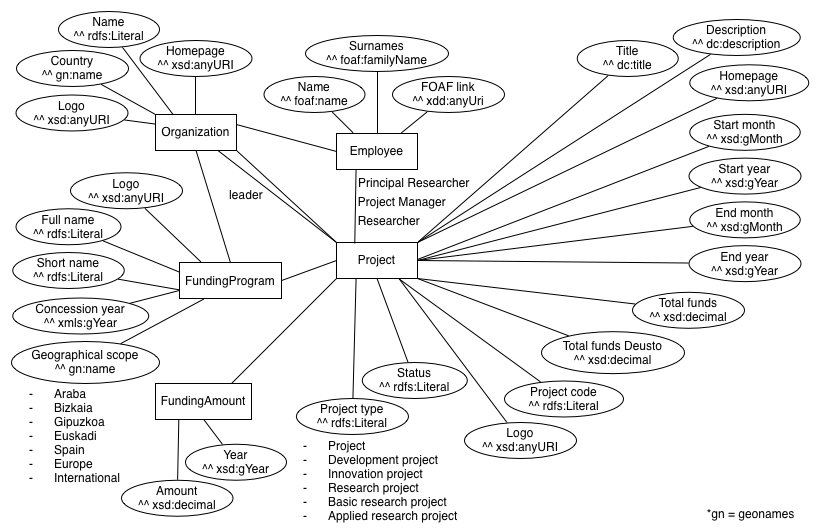 Name
^^ rdfs:Literal
Country
^^ gn:name
Logo
^^ xsd:anyURI
Homepage
^^ xsd:anyURI
Organization
Surnames
^^ foaf:familyName
Name
^^ foaf:name
FOAF link
^^ xdd:anyUri
Employee
Principal Researcher
Project Manager
Researcher
leader
Title
^^ dc:title
Description
^^ dc:description
Homepage
^^ xsd:anyURI
Start month
^^ xsd:gMonth
Start year
^^ xsd:gYear
End month
^^ xsd:gMonth
End year
^^ xsd:gYear
Project
Total funds
^^ xsd:decimal
Total funds Deusto
^^ xsd:decimal
Project code
^^ rdfs:Literal
Logo
^^ xsd:anyURI
Status
^^ rdfs:Literal
Project type
^^ rdfs:Literal
- Project
- Development project
- Innovation project
- Research project
- Basic research project
- Applied research project
Logo
^^ xsd:anyURI
Full name
^^ rdfs:Literal
Short name
^^ rdfs:Literal
Concession year
^^ xmls:gYear
Geographical scope
^^ gn:name
FundingProgram
- Araba
- Bizkaia
- Gipuzkoa
- Euskadi
- Spain
- Europe
- International
FundingAmount
Year
^^ xsd:gYear
Amount
^^ xsd:decimal
*gn = geonames